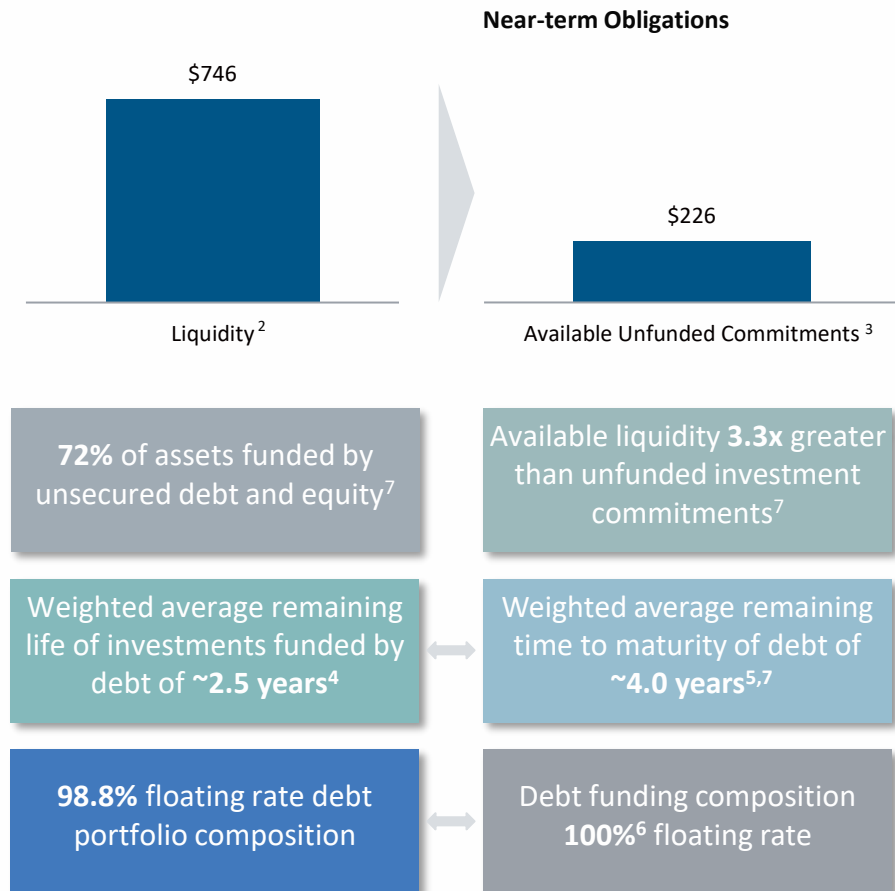 Near-term Obligations
$746
$226
Liquidity 2
Available Unfunded Commitments 3
72% of assets funded by
unsecured debt and equity7
Available liquidity 3.3x greater
than unfunded investment
commitments7
Weighted average remaining
life of investments funded by
debt of ~2.5 years4
Weighted average remaining
time to maturity of debt of
~4.0 years5,7
98.8% floating rate debt
portfolio composition
Debt funding composition
100%6 floating rate